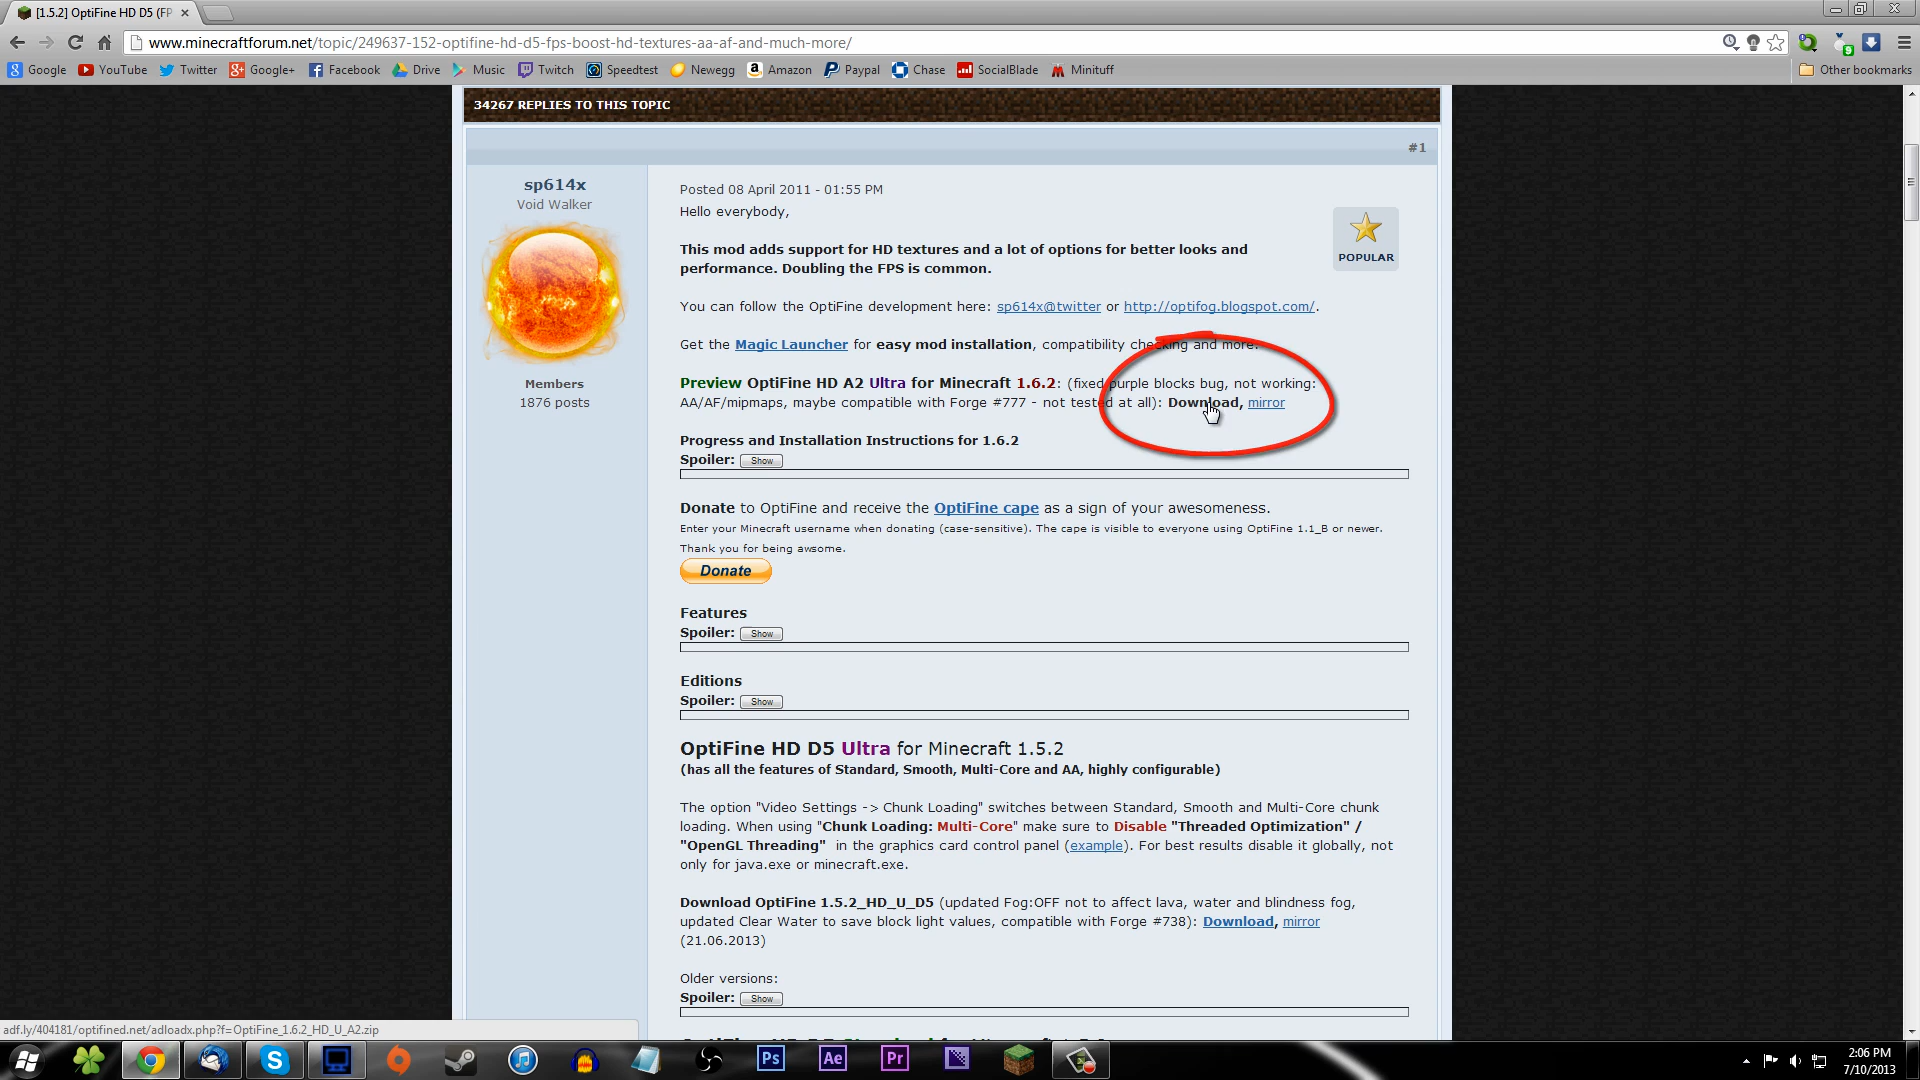 [1.5.2] OptiFine HD D5 (FP
www.minecraftforum.net/topic/249637-152-optifine-hd-d5-fps-boost-hd-textures-aa-af-and-much-more/
9
Google YouTube Twitter Google+ Facebook Drive Music Twitch Speedtest Newegg Amazon Paypal Chase SocialBlade Minituff Other bookmarks
34267 REPLIES TO THIS TOPIC
#1
sp614x
Void Walker
Members
1876 posts
Posted 08 April 2011 - 01:55 PM
Hello everybody,
POPULAR
This mod adds support for HD textures and a lot of options for better looks and
performance. Doubling the FPS is common.
You can follow the OptiFine development here: sp614x@twitter or http://optifog.blogspot.com/.
Get the Magic Launcher for easy mod installation, compatibility checking and more.
Preview OptiFine HD A2 Ultra for Minecraft 1.6.2: (fixed purple blocks bug, not working:
AA/AF/mipmaps, maybe compatible with Forge #777 - not tested at all): Download, mirror
Progress and Installation Instructions for 1.6.2
Spoiler: Show
Donate to OptiFine and receive the OptiFine cape as a sign of your awesomeness.
Enter your Minecraft username when donating (case-sensitive). The cape is visible to everyone using OptiFine 1.1_B or newer.
Thank you for being awsome.
Donate
Features
Spoiler: Show
Editions
Spoiler: Show
OptiFine HD D5 Ultra for Minecraft 1.5.2
(has all the features of Standard, Smooth, Multi-Core and AA, highly configurable)
The option "Video Settings -> Chunk Loading" switches between Standard, Smooth and Multi-Core chunk
loading. When using "Chunk Loading: Multi-Core" make sure to Disable "Threaded Optimization" /
"OpenGL Threading" in the graphics card control panel (example). For best results disable it globally, not
only for java.exe or minecraft.exe.
Download OptiFine 1.5.2_HD_U_D5 (updated Fog:OFF not to affect lava, water and blindness fog,
updated Clear Water to save block light values, compatible with Forge #738): Download, mirror
(21.06.2013)
Older versions:
Spoiler: Show
adf.ly/404181/optifined.net/adloadx.php?f=OptiFine_1.6.2_HD_U_A2.zip
Ps Ae Pr
2:06 PM
7/10/2013